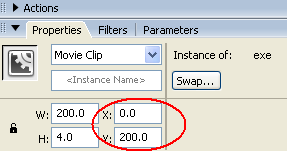 Actions
Properties Filters Parameters
Movie Clip Instance of: exe
<Instance Name> Swap...
W: 200.0 X: 0.0
H: 4.0 Y: 200.0